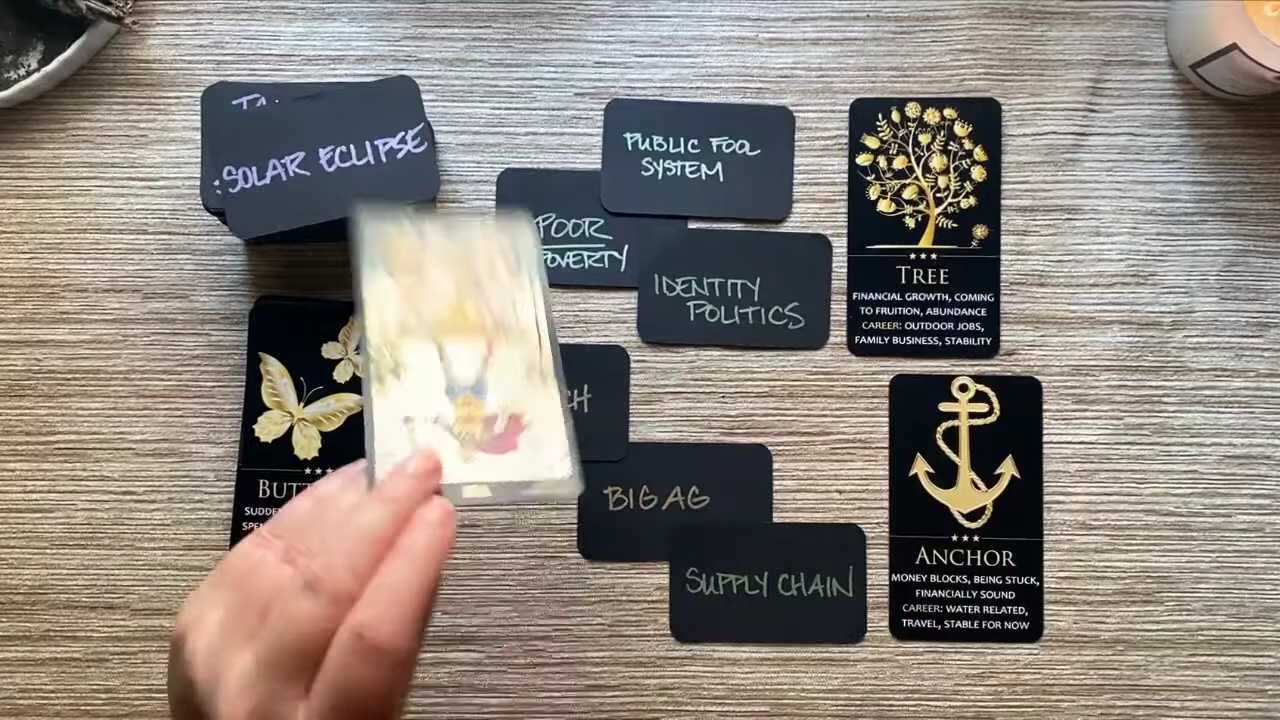 : SOLAR ECLIPSE
PUBLIC FOOL
SYSTEM
POOR
POVERTY
IDENTITY
POLITICS
BIG AG
SUPPLY CHAIN
TREE
FINANCIAL GROWTH, COMING
TO FRUITION, ABUNDANCE
CAREER: OUTDOOR JOBS,
FAMILY BUSINESS, STABILITY
ANCHOR
MONEY BLOCKS, BEING STUCK,
FINANCIALLY SOUND
CAREER: WATER RELATED,
TRAVEL, STABLE FOR NOW